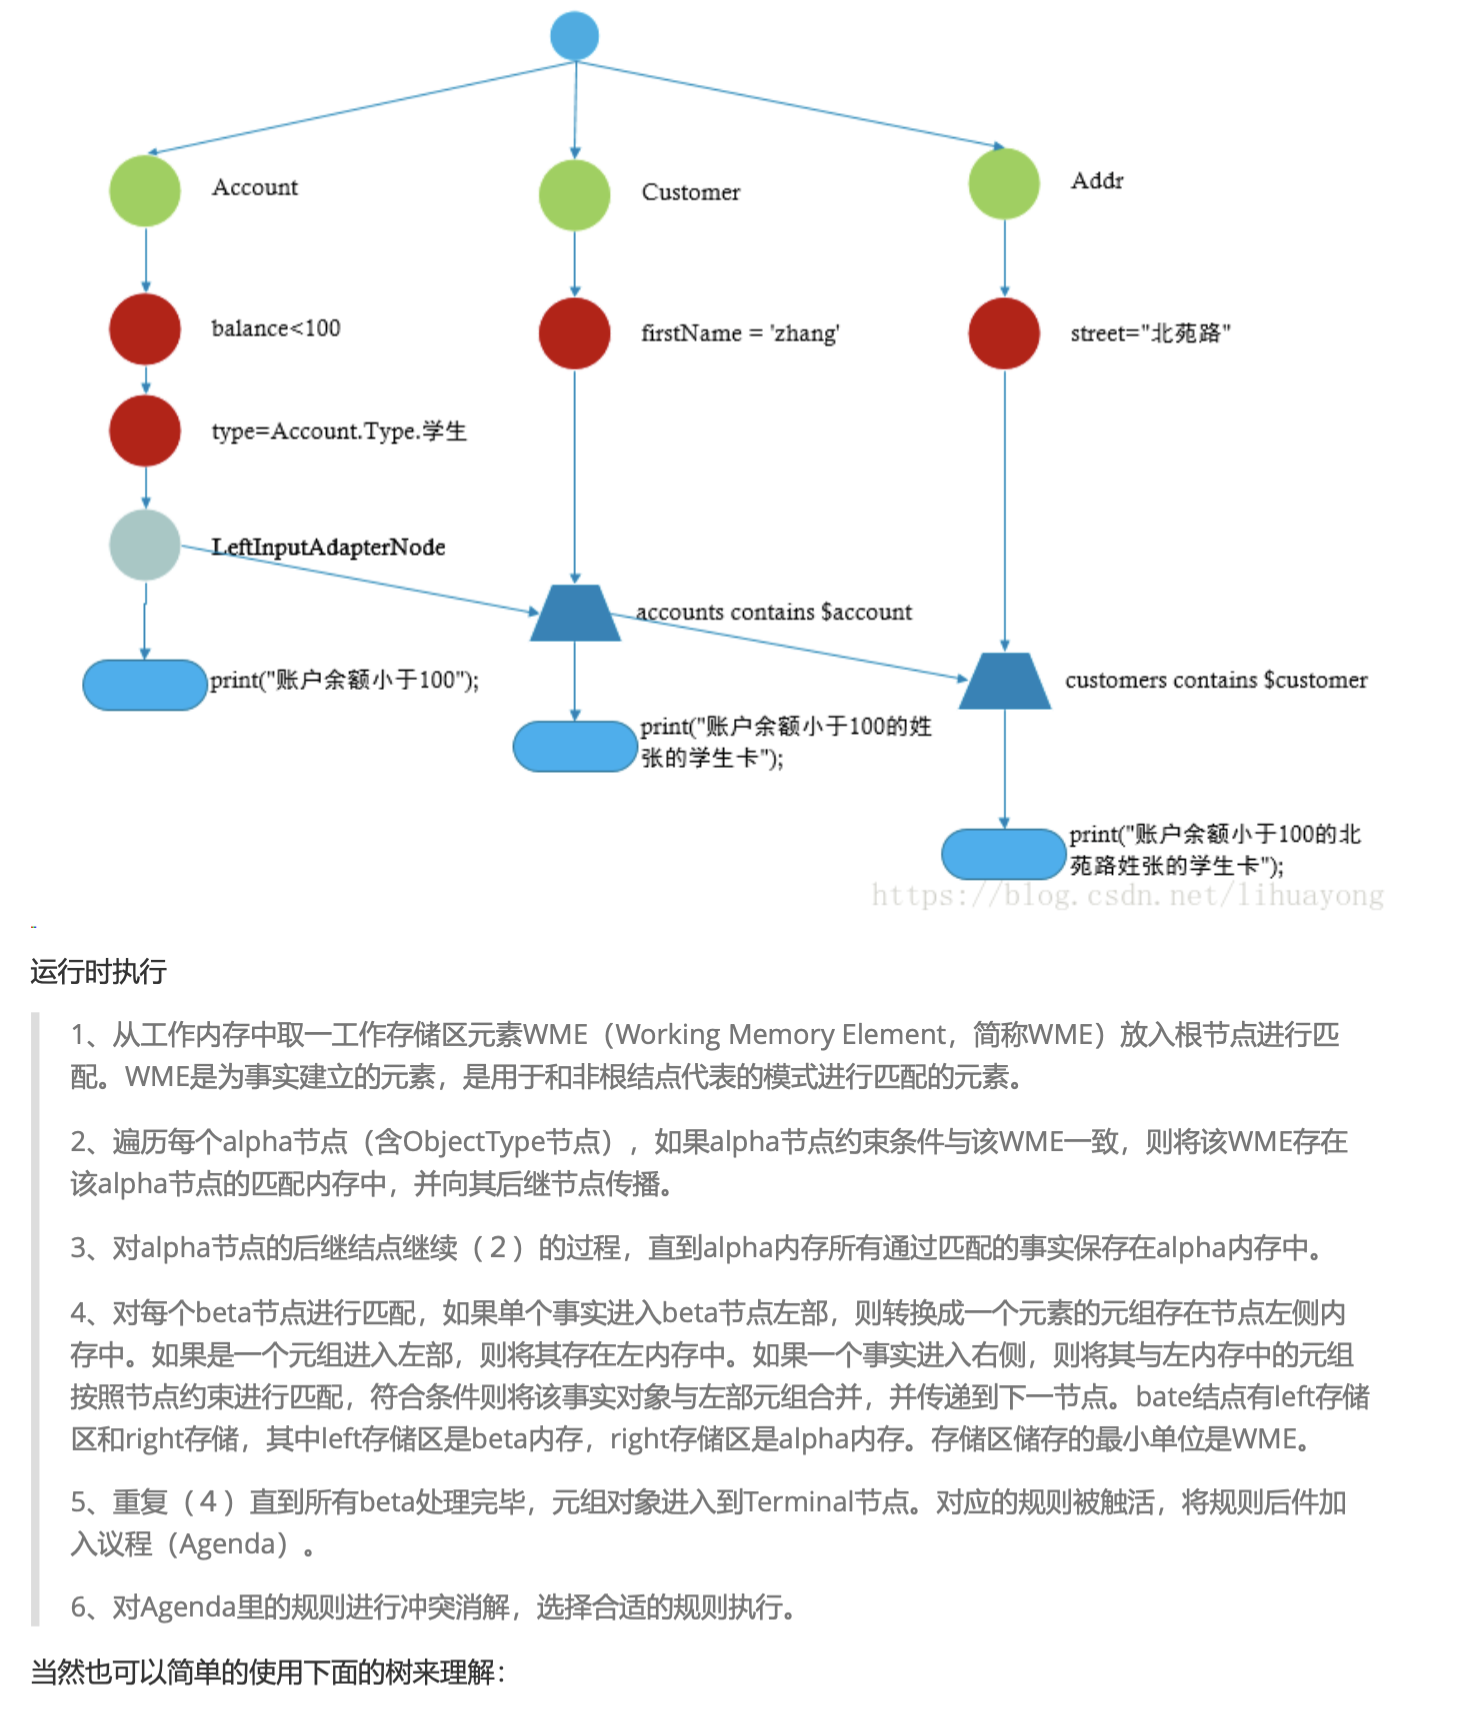 Account
Customer
Addr
balance<100
firstName = 'zhang'
street="北苑路"
type=Account.Type.学生
LeftInputAdapterNode
accounts contains $account
customers contains $customer
print("账户余额小于100");
print("账户余额小于100的姓
张的学生卡");
print("账户余额小于100的北
苑路姓张的学生卡");
https://blog.csdn.net/lihuayong
运行时执行
1、从工作内存中取一工作存储区元素WME（Working Memory Element，简称WME）放入根节点进行匹
配。WME是为事实建立的元素，是用于和非根结点代表的模式进行匹配的元素。
2、遍历每个alpha节点（含ObjectType节点），如果alpha节点约束条件与该WME一致，则将该WME存在
该alpha节点的匹配内存中，并向其后继节点传播。
3、对alpha节点的后继结点继续（2）的过程，直到alpha内存所有通过匹配的事实保存在alpha内存中。
4、对每个beta节点进行匹配，如果单个事实进入beta节点左部，则转换成一个元素的元组存在节点左侧内
存中。如果是一个元组进入左部，则将其存在左内存中。如果一个事实进入右侧，则将其与左内存中的元组
按照节点约束进行匹配，符合条件则将该事实对象与左部元组合并，并传递到下一节点。bate结点有left存储
区和right存储，其中left存储区是beta内存，right存储区是alpha内存。存储区储存的最小单位是WME。
5、重复（4）直到所有beta处理完毕，元组对象进入到Terminal节点。对应的规则被触活，将规则后件加
入议程（Agenda）。
6、对Agenda里的规则进行冲突消解，选择合适的规则执行。
当然也可以简单的使用下面的树来理解：